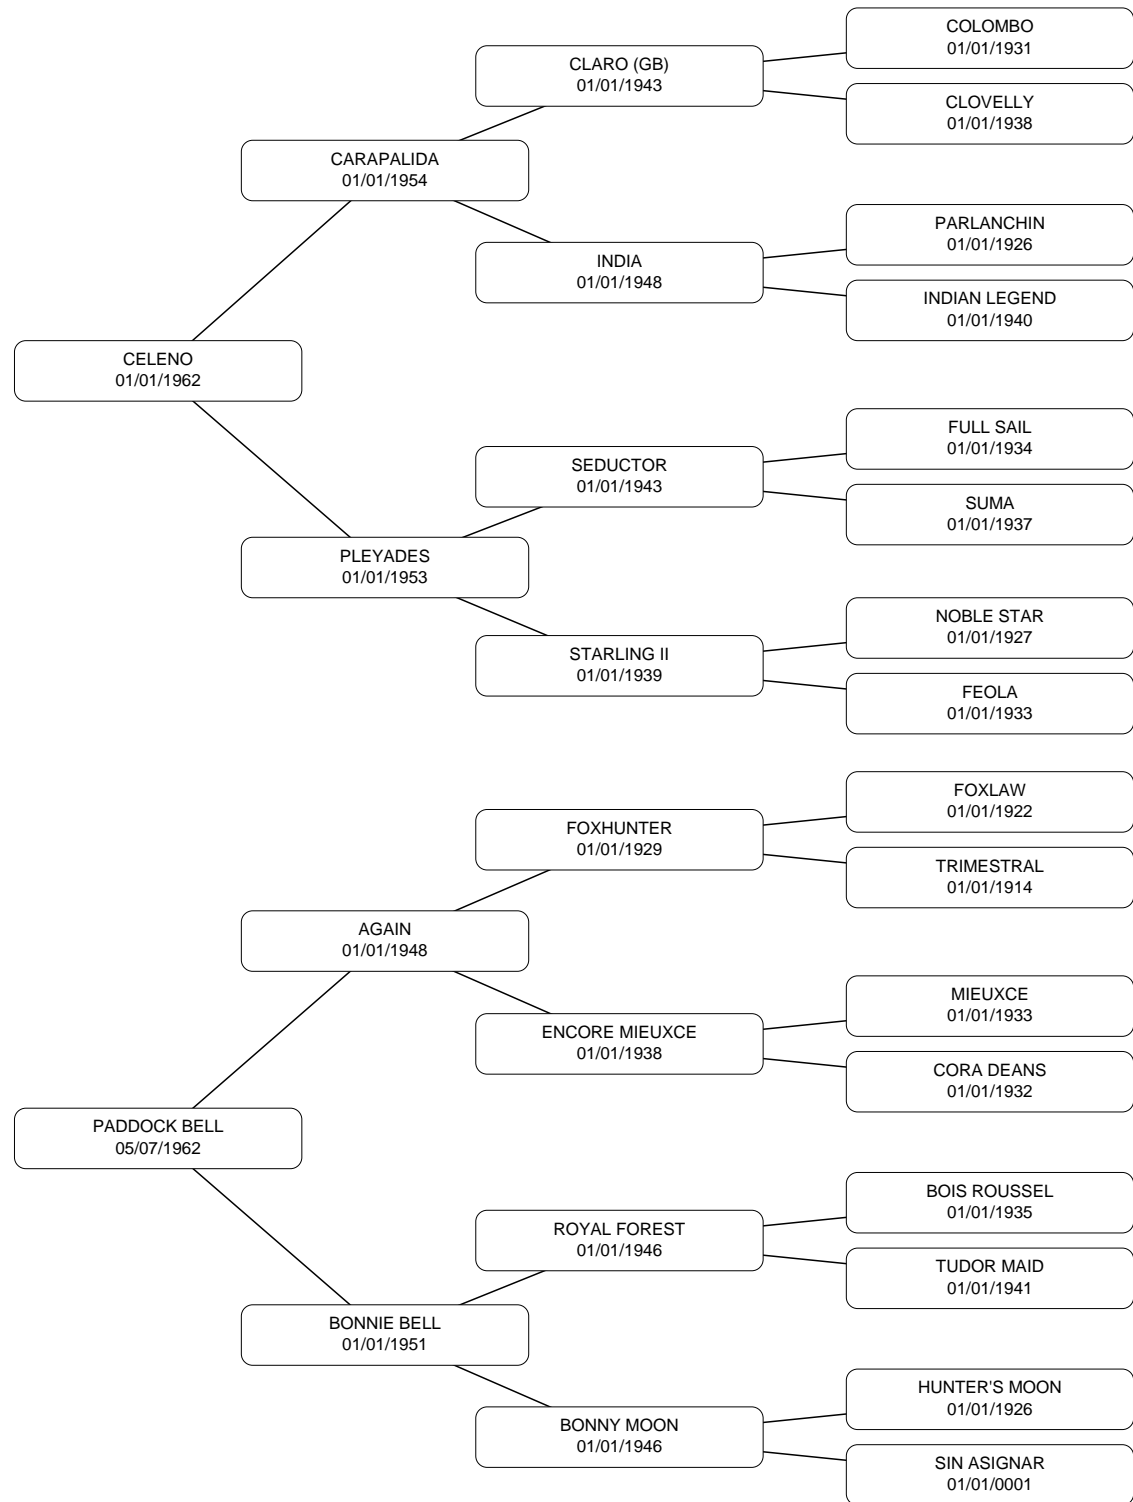 COLOMBO
01/01/1931
CLARO (GB)
01/01/1943
CLOVELLY
01/01/1938
CARAPALIDA
01/01/1954
PARLANCHIN
01/01/1926
INDIA
01/01/1948
INDIAN LEGEND
01/01/1940
CELENO
01/01/1962
FULL SAIL
01/01/1934
SEDUCTOR
01/01/1943
SUMA
01/01/1937
PLEYADES
01/01/1953
NOBLE STAR
01/01/1927
STARLING II
01/01/1939
FEOLA
01/01/1933
FOXLAW
01/01/1922
FOXHUNTER
01/01/1929
TRIMESTRAL
01/01/1914
AGAIN
01/01/1948
MIEUXCE
01/01/1933
ENCORE MIEUXCE
01/01/1938
CORA DEANS
01/01/1932
PADDOCK BELL
05/07/1962
BOIS ROUSSEL
01/01/1935
ROYAL FOREST
01/01/1946
TUDOR MAID
01/01/1941
BONNIE BELL
01/01/1951
HUNTER'S MOON
01/01/1926
BONNY MOON
01/01/1946
SIN ASIGNAR
01/01/0001